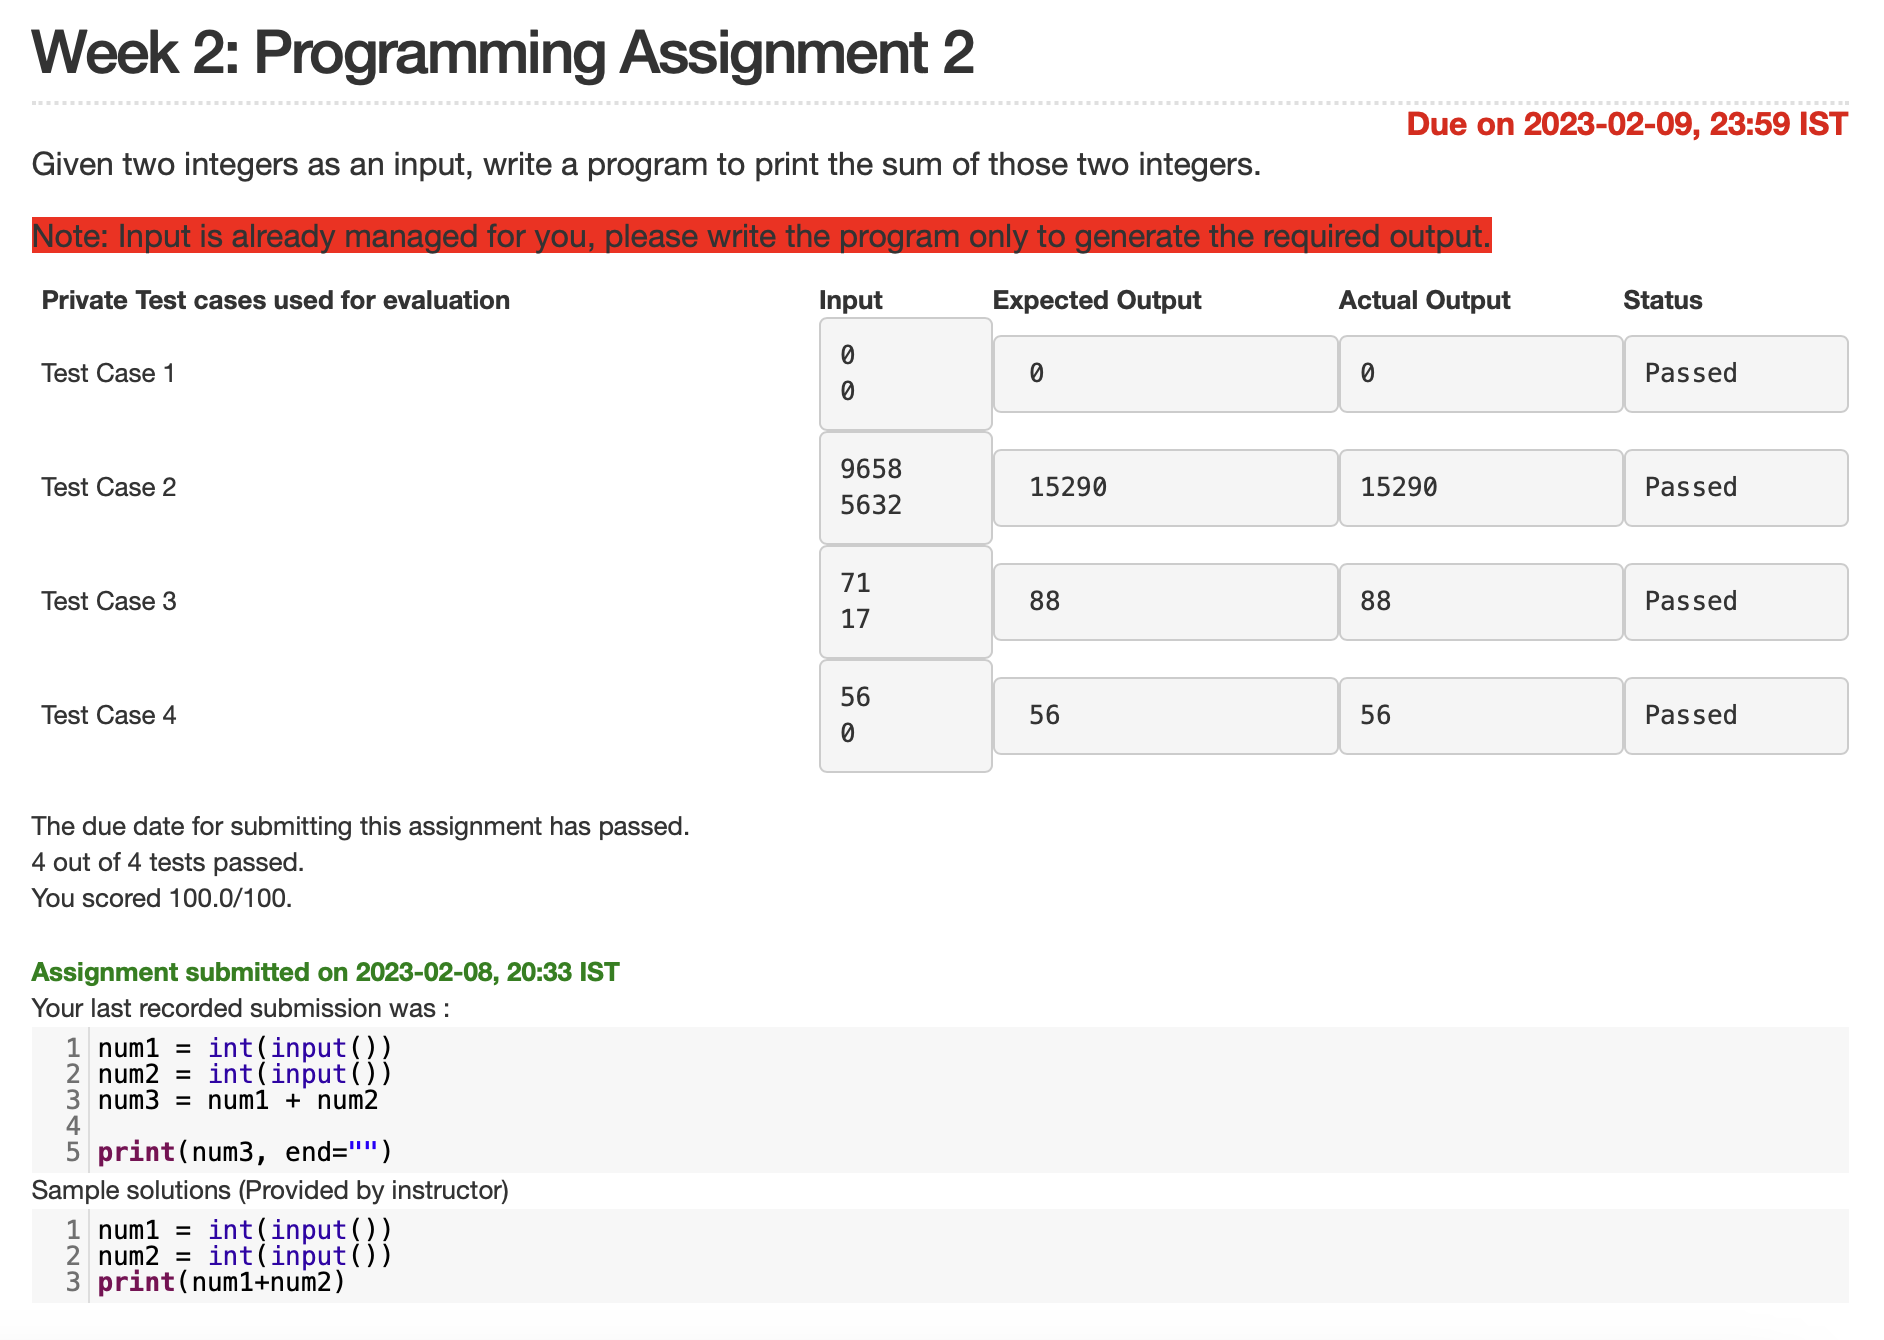 Week 2: Programming Assignment 2
Due on 2023-02-09, 23:59 IST
Given two integers as an input, write a program to print the sum of those two integers.
Note: Input is already managed for you, please write the program only to generate the required output.
Private Test cases used for evaluation Input Expected Output Actual Output Status
Test Case 1
0
0
0
0
Passed
Test Case 2
9658
5632
15290
15290
Passed
Test Case 3
71
17
88
88
Passed
Test Case 4
56
0
56
56
Passed
The due date for submitting this assignment has passed.
4 out of 4 tests passed.
You scored 100.0/100.
Assignment submitted on 2023-02-08, 20:33 IST
Your last recorded submission was :
1 num1 = int(input())
2 num2 = int(input())
3 num3 = num1 + num2
4
5 print(num3, end="")
Sample solutions (Provided by instructor)
1 num1 = int(input())
2 num2 = int(input())
3 print(num1+num2)